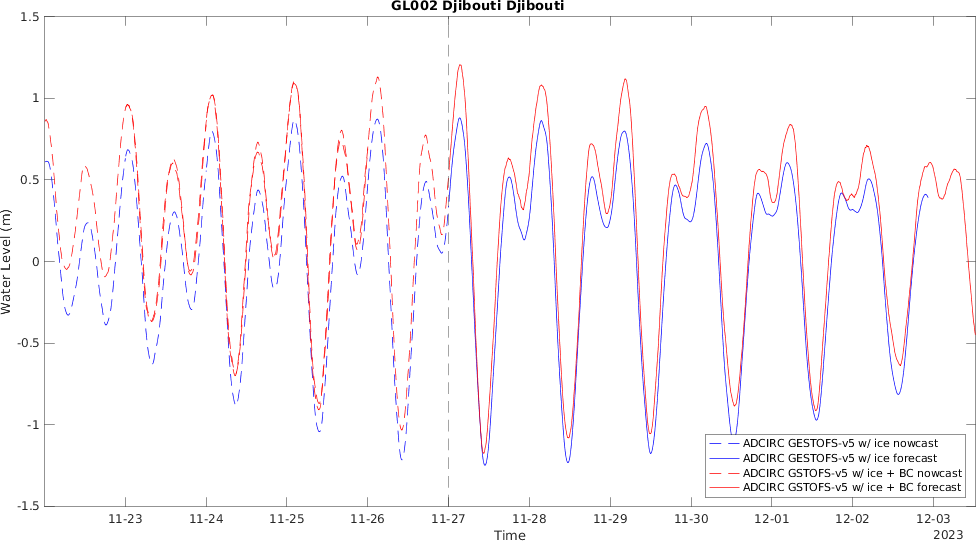 GL002 Djibouti Djibouti
1.5
1
0.5
0
-0.5
-1
-1.5
Water Level (m)
ADCIRC GESTOFS-v5 w/ ice nowcast
ADCIRC GESTOFS-v5 w/ ice forecast
ADCIRC GSTOFS-v5 w/ ice + BC nowcast
ADCIRC GSTOFS-v5 w/ ice + BC forecast
11-23 11-24 11-25 11-26 11-27 11-28 11-29 11-30 12-01 12-02 12-03
Time
2023